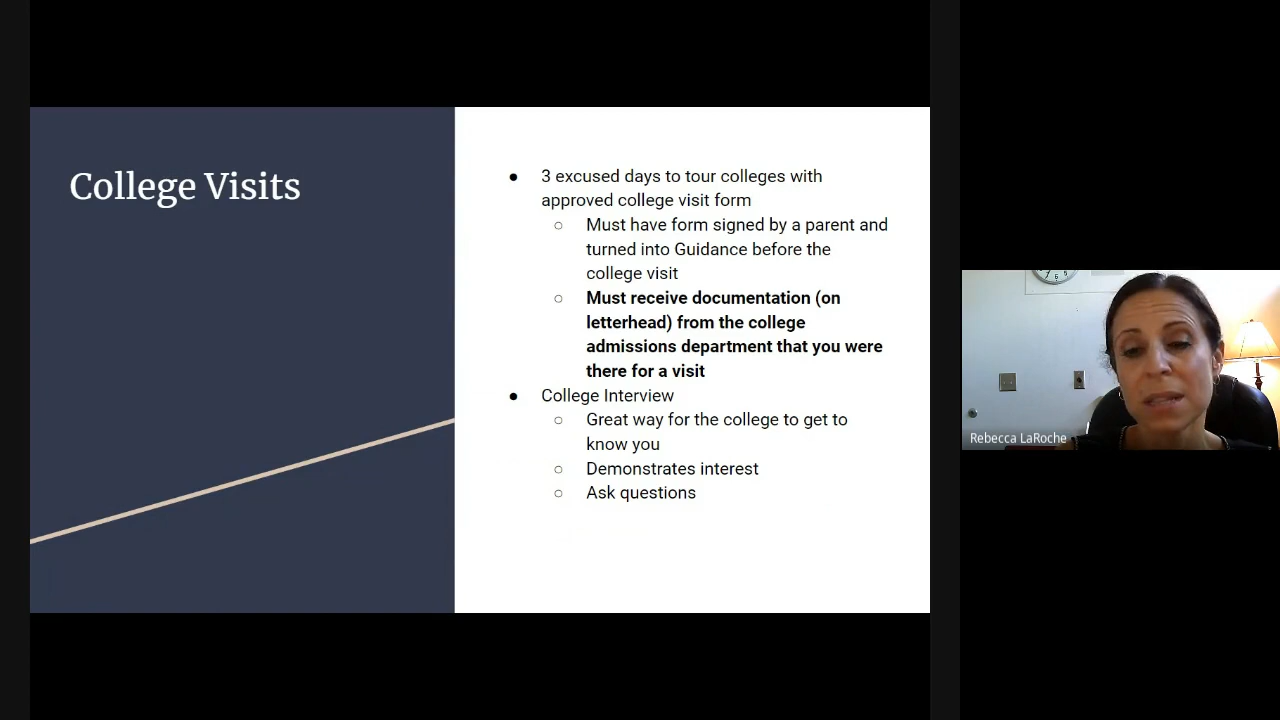 College Visits
● 3 excused days to tour colleges with
approved college visit form
○ Must have form signed by a parent and
turned into Guidance before the
college visit
○ Must receive documentation (on
letterhead) from the college
admissions department that you were
there for a visit
● College Interview
○ Great way for the college to get to
know you
○ Demonstrates interest
○ Ask questions
Rebecca LaRoche